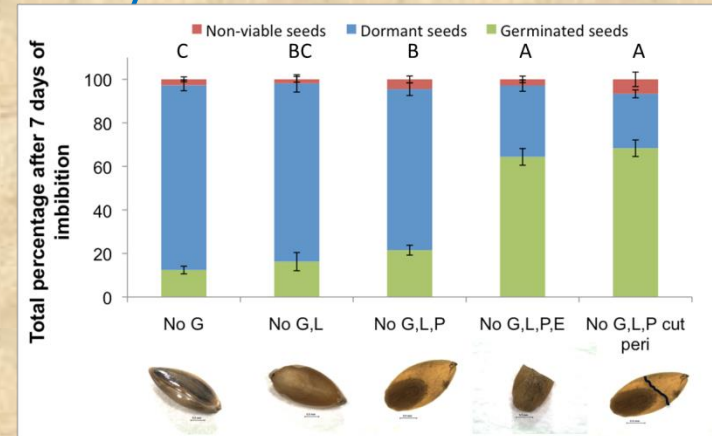 Non-viable seeds Dormant seeds Germinated seeds
C BC B A A
Total percentage after 7 days of
imbibition
100
80
60
40
20
0
No G No G,L No G,L,P No G,L,P,E No G,L,P cut
peri